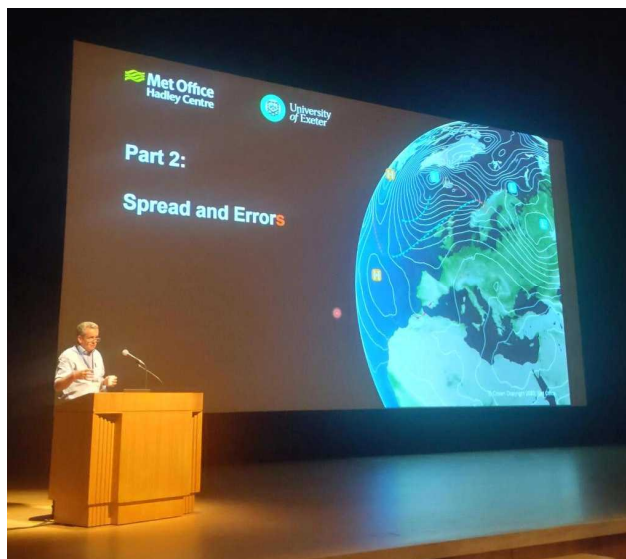 Met Office
Hadley Centre
University
of Exeter
Part 2:
Spread and Errors
H